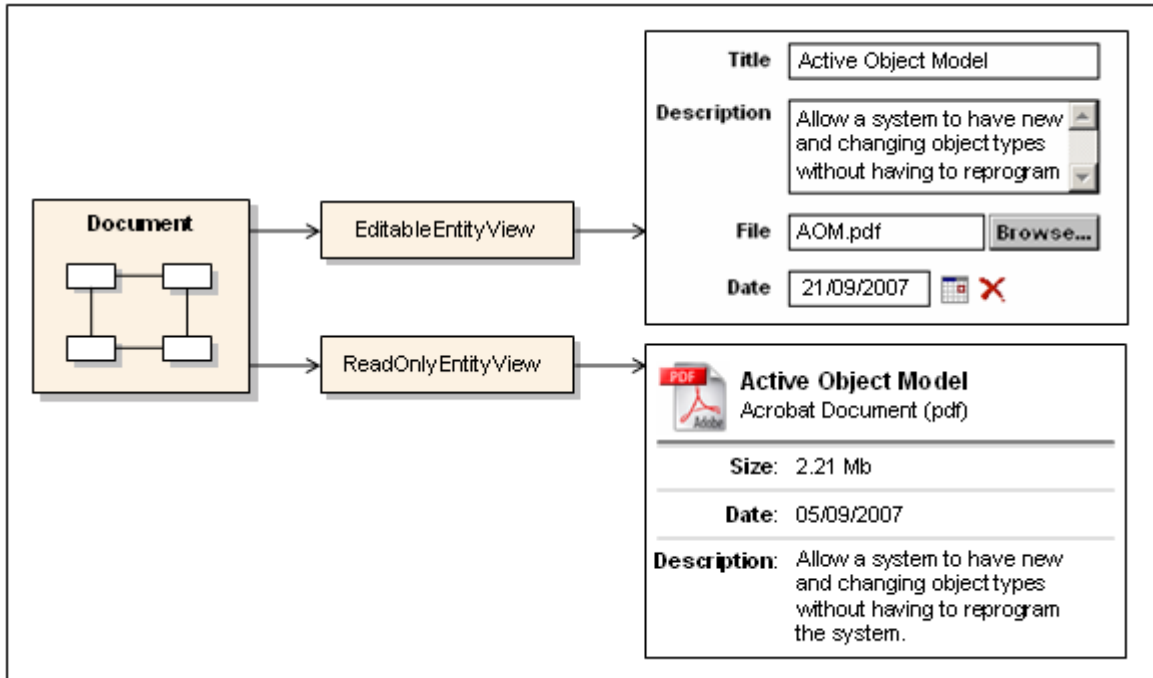 Document
EditableEntityView
ReadOnlyEntityView
Title
Active Object Model
Description
Allow a system to have new
and changing object types
without having to reprogram
File
AOM.pdf
Browse...
Date
21/09/2007
PDF
Adobe
Active Object Model
Acrobat Document (pdf)
Size: 2.21 Mb
Date: 05/09/2007
Description: Allow a system to have new
and changing object types
without having to reprogram
the system.